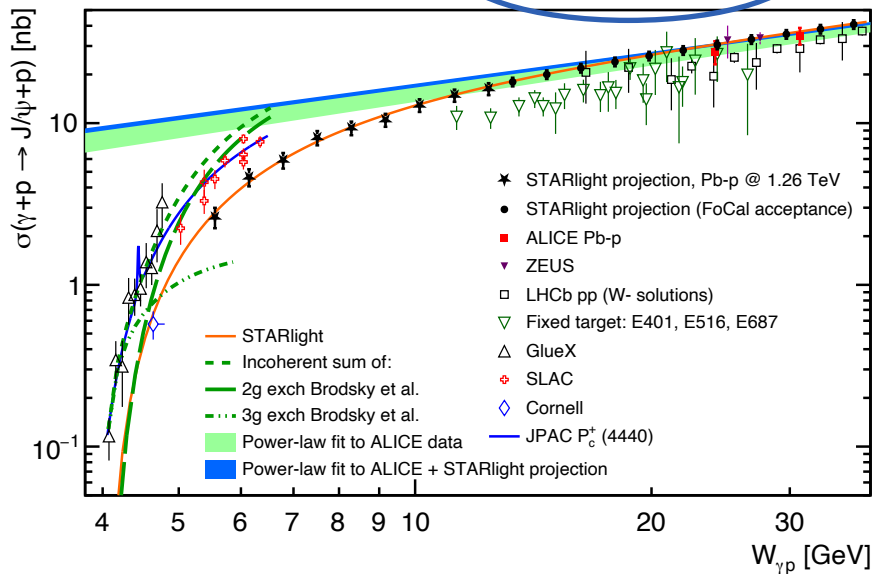 σ(γ+p → J/ψ+p) [nb]
10
1
10⁻¹
STARlight projection, Pb-p @ 1.26 TeV
STARlight projection (FoCal acceptance)
ALICE Pb-p
ZEUS
LHCb pp (W- solutions)
Fixed target: E401, E516, E687
GlueX
SLAC
Cornell
JPAC P_c^+ (4440)
STARlight
Incoherent sum of:
2g exch Brodsky et al.
3g exch Brodsky et al.
Power-law fit to ALICE data
Power-law fit to ALICE + STARlight projection
4 5 6 7 8 9 10 20 30
W_γp [GeV]